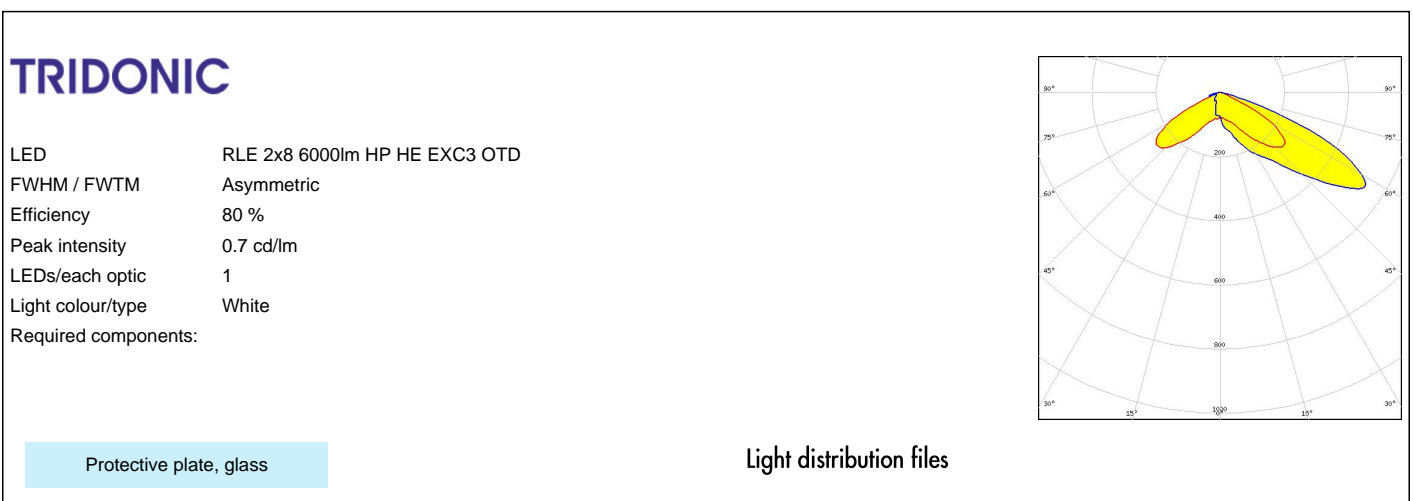 TRIDONIC
LED RLE 2x8 6000lm HP HE EXC3 OTD
FWHM / FWTM Asymmetric
Efficiency 80 %
Peak intensity 0.7 cd/lm
LEDs/each optic 1
Light colour/type White
Required components:
Protective plate, glass
Light distribution files
90° 90°
75° 75°
200
60° 60°
400
45° 45°
600
800
30° 30°
15° 0° 15°
1000